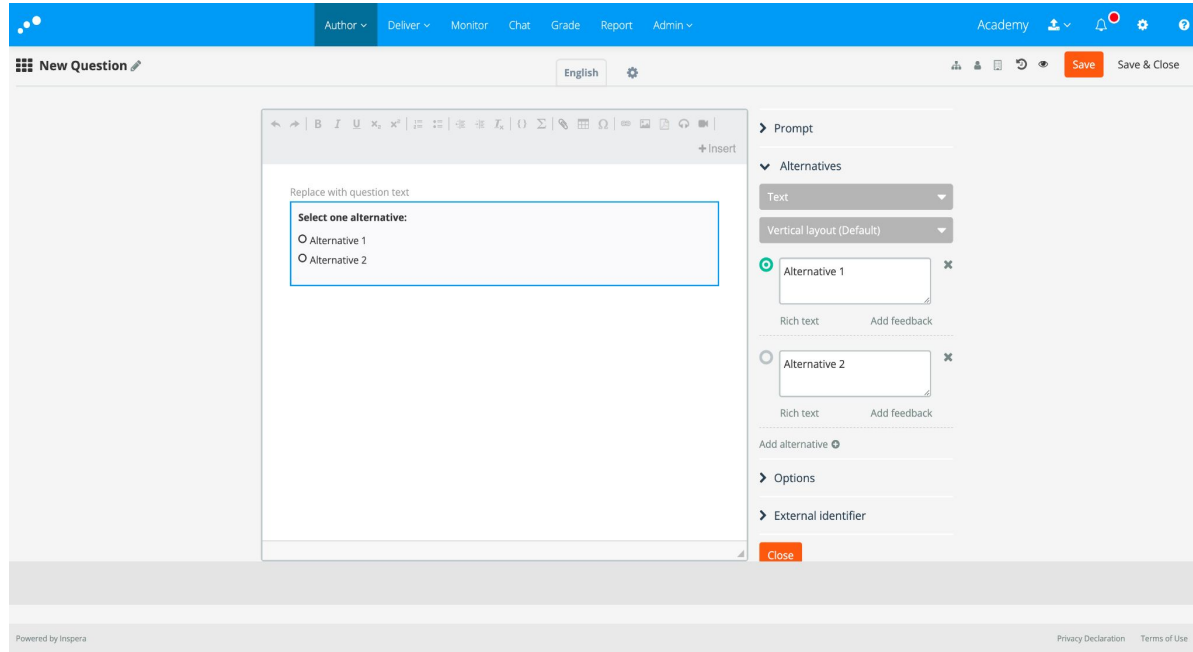 Author Deliver Monitor Chat Grade Report Admin Academy
New Question English Save Save & Close
B I U x₂ x² Iₓ {} Σ Ω
+ Insert
Replace with question text
Select one alternative:
Alternative 1
Alternative 2
Prompt
Alternatives
Text
Vertical layout (Default)
Alternative 1
Rich text Add feedback
Alternative 2
Rich text Add feedback
Add alternative
Options
External identifier
Close
Powered by Inspera Privacy Declaration Terms of Use